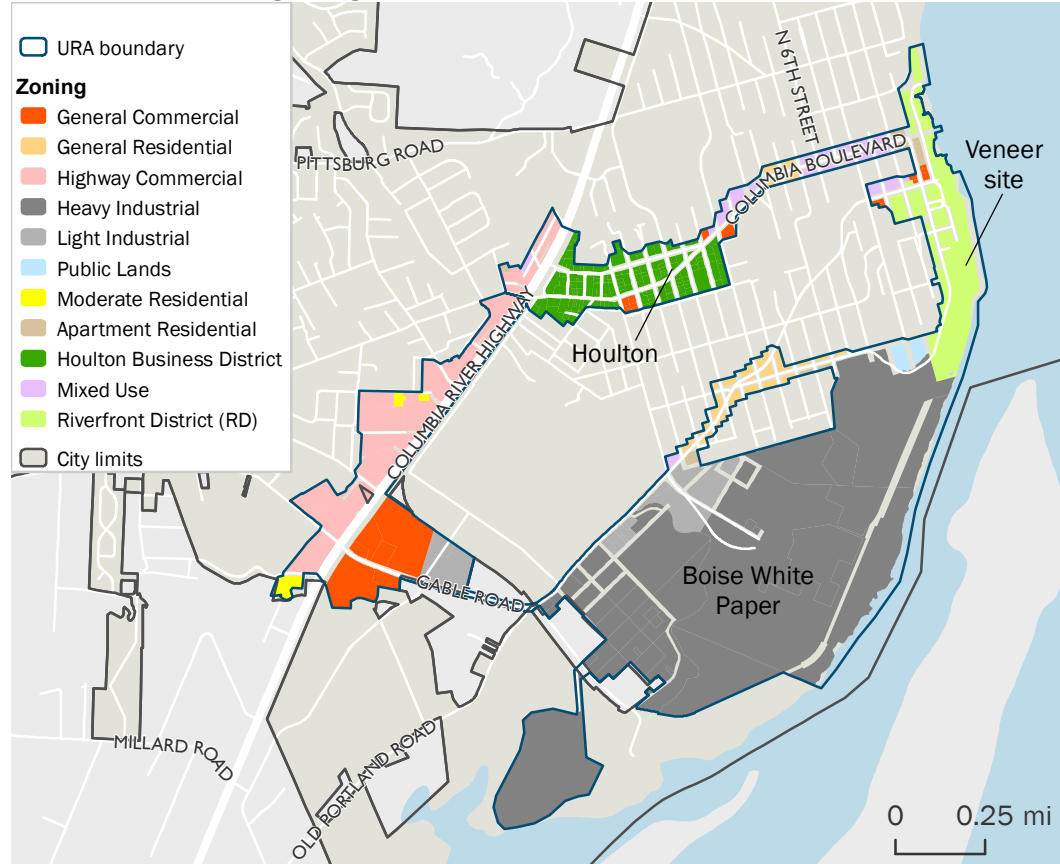 URA boundary
Zoning
General Commercial
General Residential
Highway Commercial
Heavy Industrial
Light Industrial
Public Lands
Moderate Residential
Apartment Residential
Houlton Business District
Mixed Use
Riverfront District (RD)
City limits
N 6TH STREET
PITTSBURG ROAD
COLUMBIA BOULEVARD
Veneer
site
COLUMBIA RIVER HIGHWAY
Houlton
GABLE ROAD
Boise White
Paper
MILLARD ROAD
OLD PORTLAND ROAD
0 0.25 mi